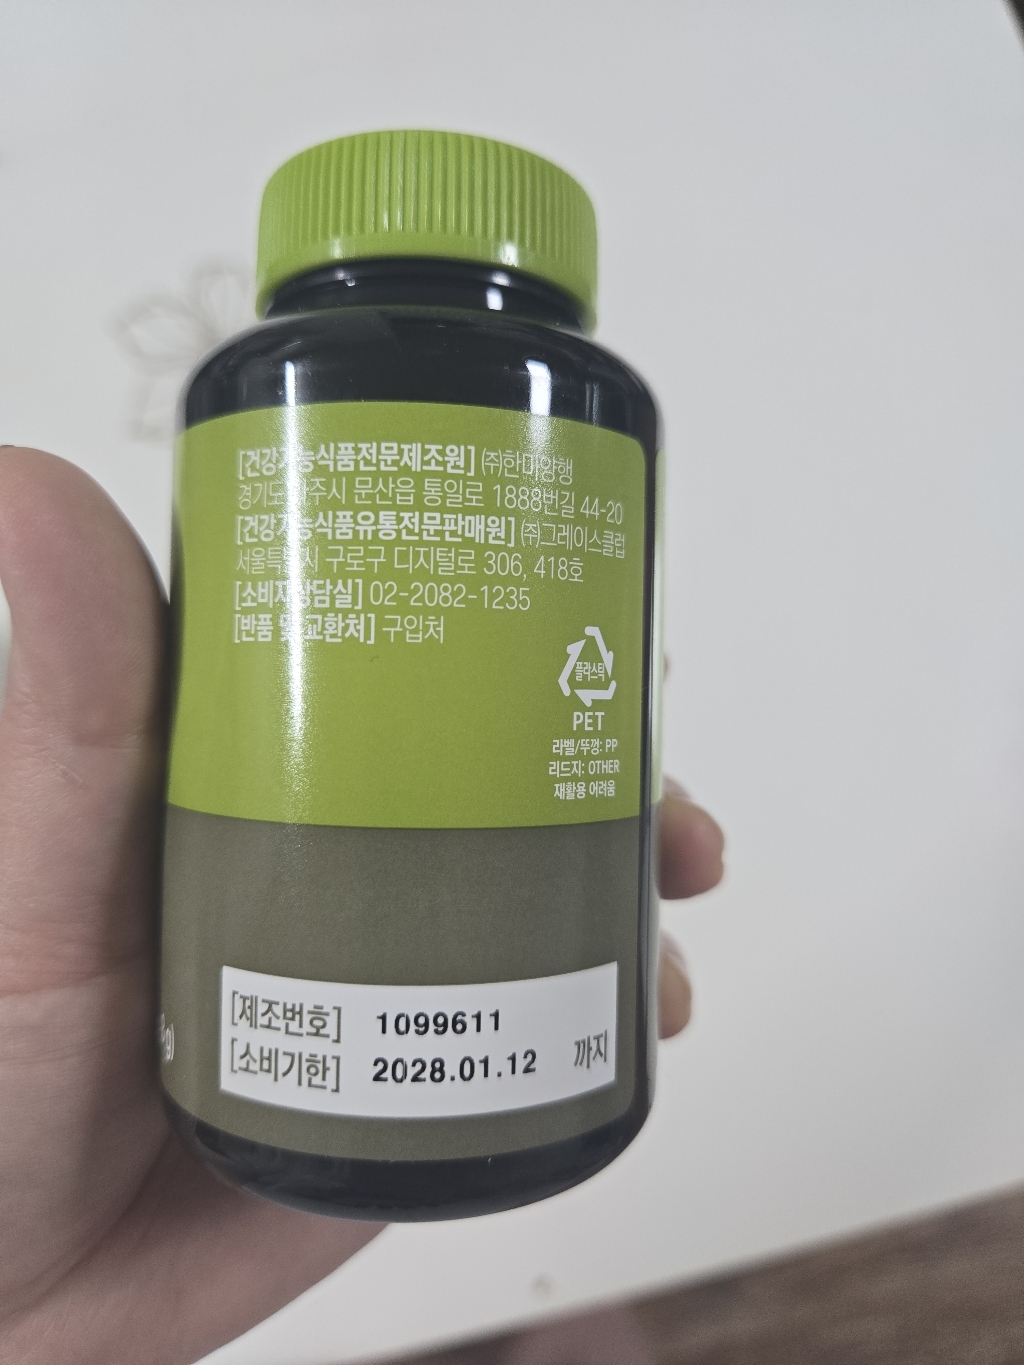 [건강기능식품전문제조원] ㈜한미양행
경기도 파주시 문산읍 통일로 1888번길 44-20
[건강기능식품유통전문판매원] ㈜그레이스클럽
서울특별시 구로구 디지털로 306, 418호
[소비자상담실] 02-2082-1235
[반품 및 교환처] 구입처
플라스틱
PET
라벨/뚜껑: PP
리드지: OTHER
재활용 어려움
[제조번호] 1099611
[소비기한] 2028.01.12 까지
g)